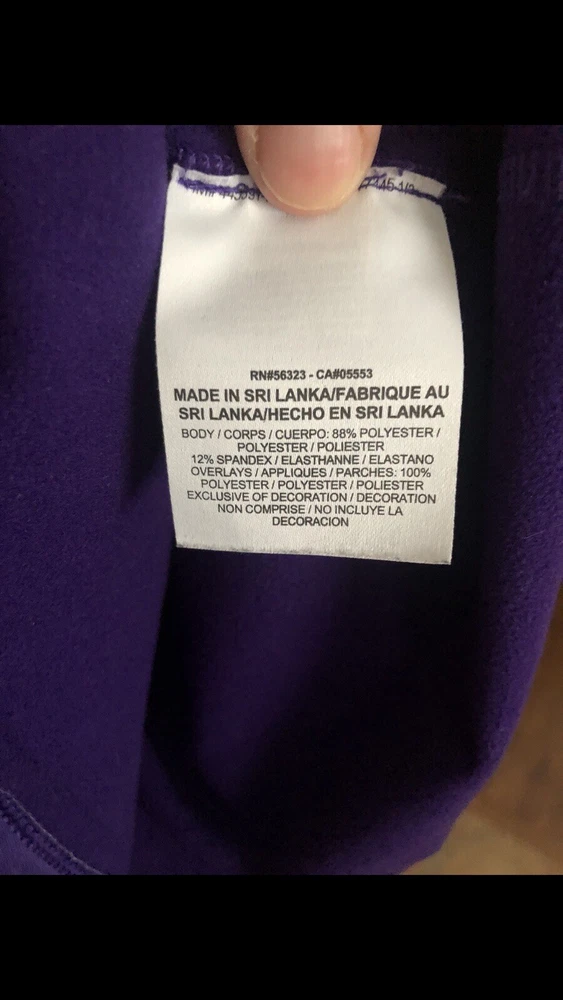 RN#56323 - CA#05553
MADE IN SRI LANKA/FABRIQUE AU
SRI LANKA/HECHO EN SRI LANKA
BODY / CORPS / CUERPO: 88% POLYESTER /
POLYESTER / POLIESTER
12% SPANDEX / ELASTHANNE / ELASTANO
OVERLAYS / APPLIQUES / PARCHES: 100%
POLYESTER / POLYESTER / POLIESTER
EXCLUSIVE OF DECORATION / DECORATION
NON COMPRISE / NO INCLUYE LA
DECORACION